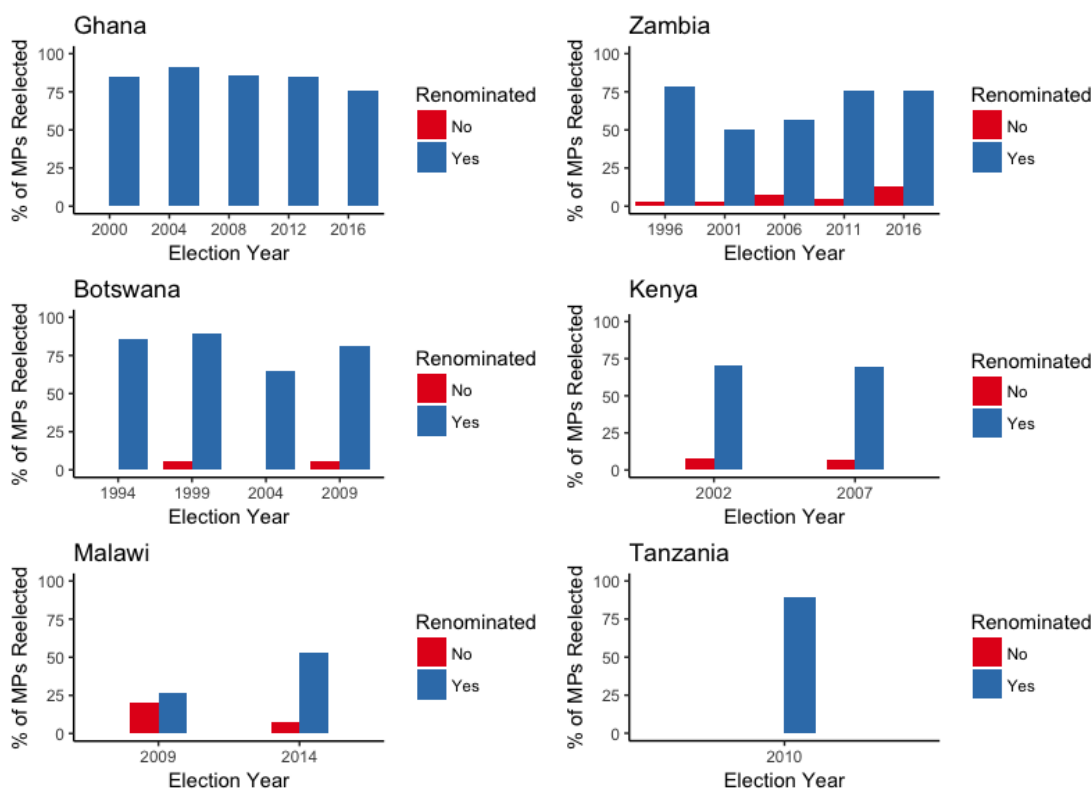 Ghana
100
75
50
25
0
% of MPs Reelected
2000 2004 2008 2012 2016
Election Year
Renominated
No
Yes
Zambia
100
75
50
25
0
% of MPs Reelected
1996 2001 2006 2011 2016
Election Year
Renominated
No
Yes
Botswana
100
75
50
25
0
% of MPs Reelected
1994 1999 2004 2009
Election Year
Renominated
No
Yes
Kenya
100
75
50
25
0
% of MPs Reelected
2002 2007
Election Year
Renominated
No
Yes
Malawi
100
75
50
25
0
% of MPs Reelected
2009 2014
Election Year
Renominated
No
Yes
Tanzania
100
75
50
25
0
% of MPs Reelected
2010
Election Year
Renominated
No
Yes